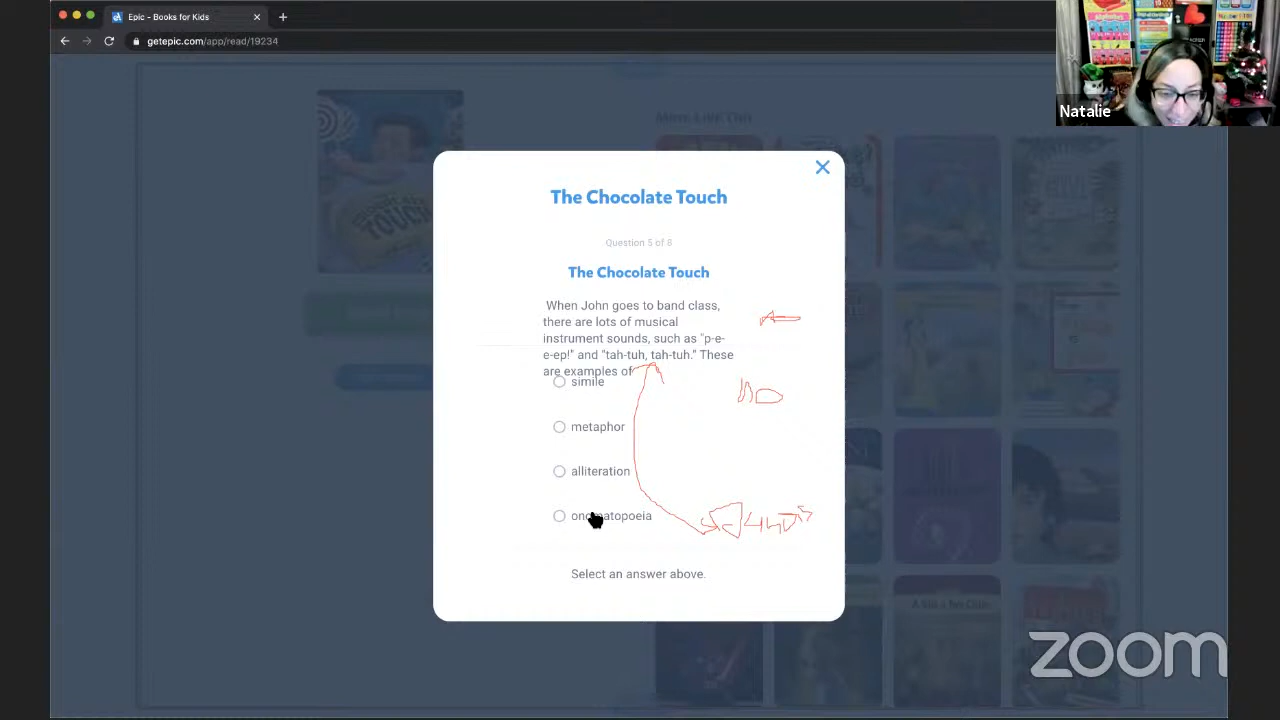 Epic - Books for Kids
getepic.com/app/read/19234
Natalie
The Chocolate Touch
Question 5 of 8
The Chocolate Touch
When John goes to band class,
there are lots of musical
instrument sounds, such as "p-e-
e-ep!" and "tah-tuh, tah-tuh." These
are examples of
simile
metaphor
alliteration
onomatopoeia
Select an answer above.
zoom